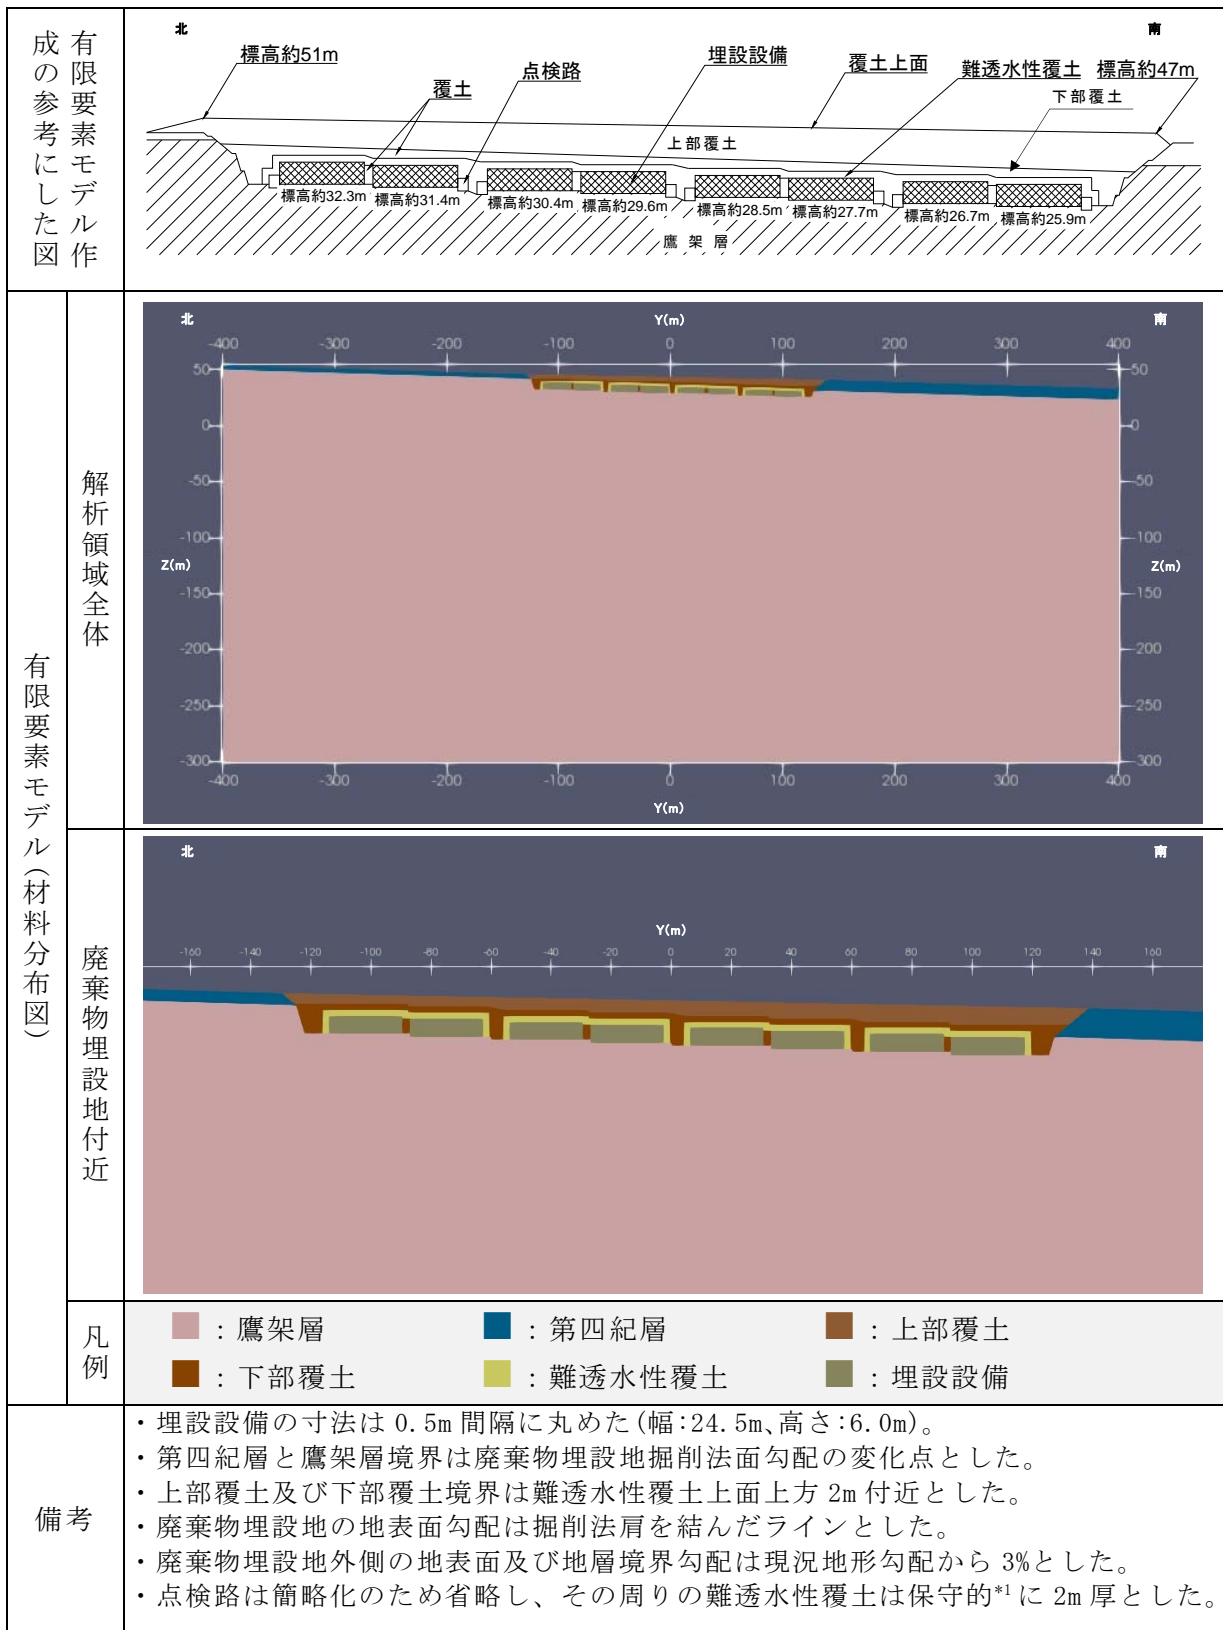 有限要素モデル作
成の参考にした図
北
南
標高約51m
点検路
埋設設備
覆土上面
難透水性覆土
標高約47m
覆土
下部覆土
上部覆土
標高約32.3m
標高約31.4m
標高約30.4m
標高約29.6m
標高約28.5m
標高約27.7m
標高約26.7m
標高約25.9m
鷹架層
有限要素モデル(材料分布図)
解析領域全体
北
Y(m)
南
-400 -300 -200 -100 0 100 200 300 400
50 50
0 0
-50 -50
-100 -100
Z(m) Z(m)
-150 -150
-200 -200
-250 -250
-300 -300
-400 -300 -200 -100 0 100 200 300 400
Y(m)
廃棄物埋設地付近
北
南
Y(m)
-160 -140 -120 -100 -80 -60 -40 -20 0 20 40 60 80 100 120 140 160
凡例
:鷹架層 :第四紀層 :上部覆土
:下部覆土 :難透水性覆土 :埋設設備
備考
・埋設設備の寸法は 0.5m 間隔に丸めた(幅:24.5m、高さ:6.0m)。
・第四紀層と鷹架層境界は廃棄物埋設地掘削法面勾配の変化点とした。
・上部覆土及び下部覆土境界は難透水性覆土上面上方 2m 付近とした。
・廃棄物埋設地の地表面勾配は掘削法肩を結んだラインとした。
・廃棄物埋設地外側の地表面及び地層境界勾配は現況地形勾配から 3%とした。
・点検路は簡略化のため省略し、その周りの難透水性覆土は保守的*1 に 2m 厚とした。